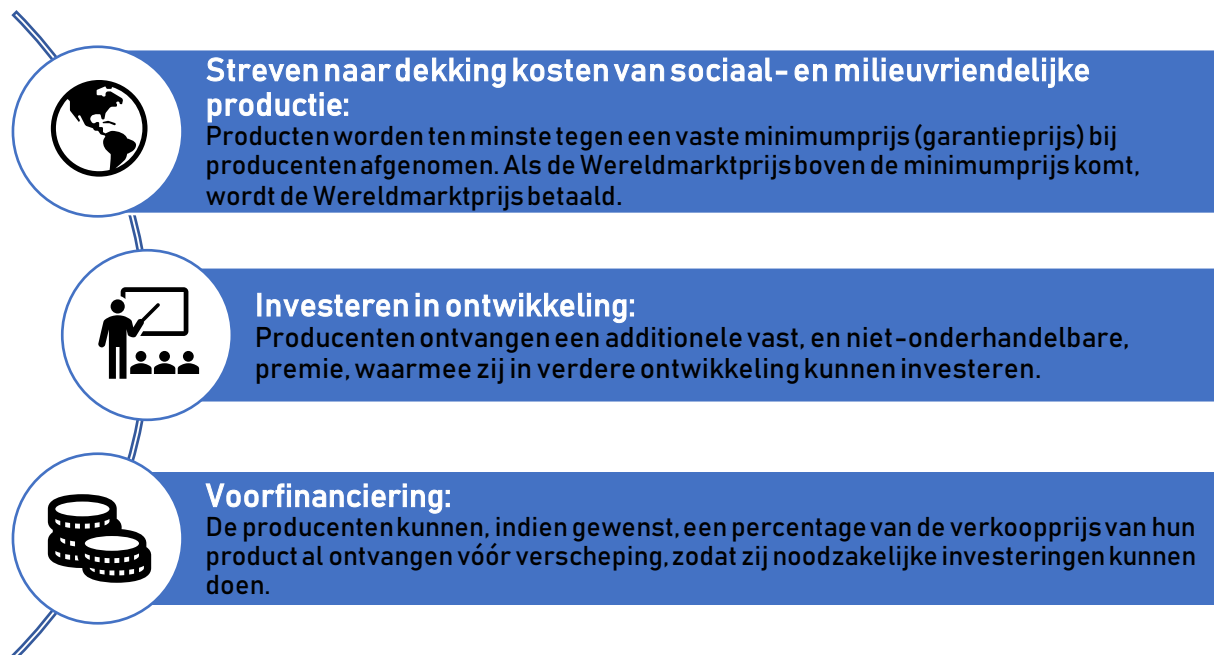 Streven naar dekking kosten van sociaal- en milieuvriendelijke
productie:
Producten worden ten minste tegen een vaste minimumprijs (garantieprijs) bij
producenten afgenomen. Als de Wereldmarktprijs boven de minimumprijs komt,
wordt de Wereldmarktprijs betaald.
Investeren in ontwikkeling:
Producenten ontvangen een additionele vast, en niet-onderhandelbare,
premie, waarmee zij in verdere ontwikkeling kunnen investeren.
Voorfinanciering:
De producenten kunnen, indien gewenst, een percentage van de verkoopprijs van hun
product al ontvangen vóór verscheping, zodat zij noodzakelijke investeringen kunnen
doen.